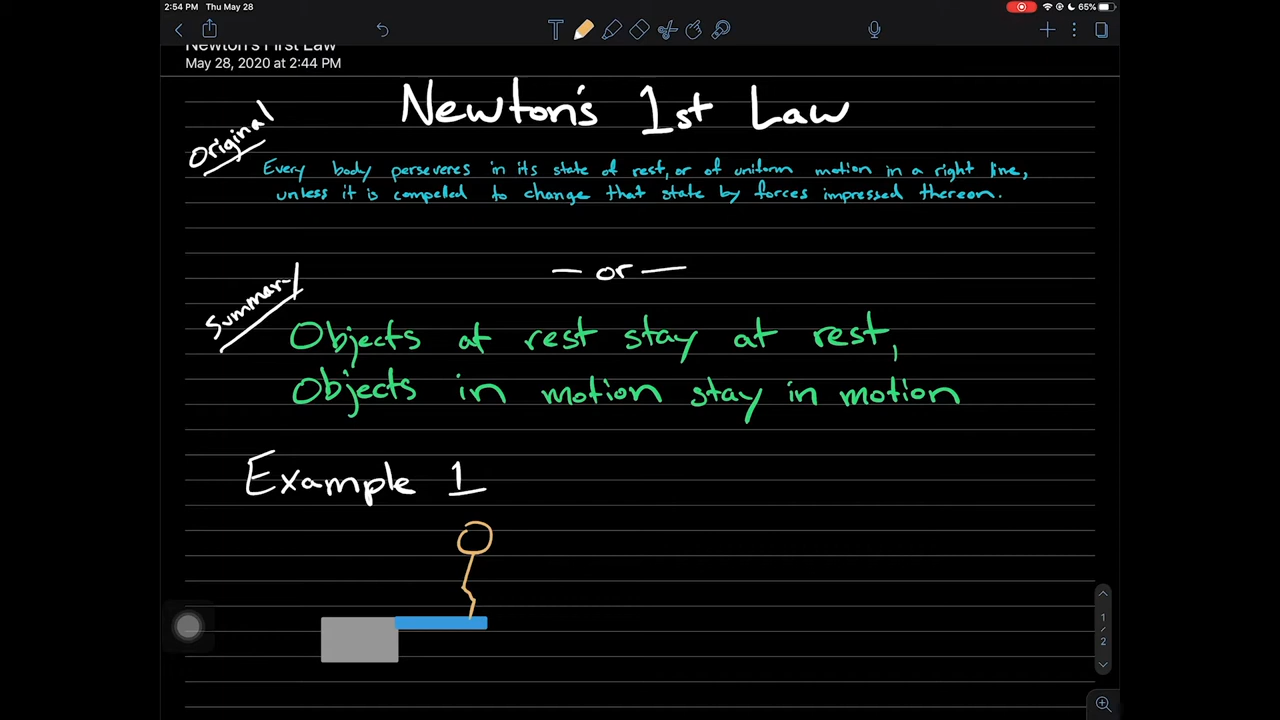 2:54 PM Thu May 28
65%
Newton's First Law
May 28, 2020 at 2:44 PM
Newton's 1st Law
Original
Every body perseveres in its state of rest, or of uniform motion in a right line,
unless it is compelled to change that state by forces impressed thereon.
— or —
Summary
Objects at rest stay at rest,
Objects in motion stay in motion
Example 1
1
/
2